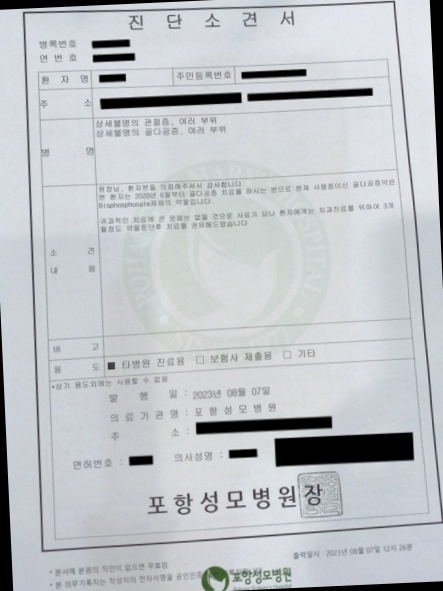 진 단 소 견 서
병록번호
연 번 호
환 자 명 주민등록번호
주 소
병 명
상세불명의 관절증, 여러 부위
상세불명의 골다공증, 여러 부위
소 견
내 용
원장님, 환자분을 의뢰해주셔서 감사합니다
본 환자는 2020년 6월부터 골다공증 치료를 하시는 분으로 현재 사용중이신 골다공증약은
Bisphosphonate제제의 약물입니다.
귀과적인 치료에 큰 문제는 없을 것으로 사료가 되나 환자에게는 치과진료를 위하여 3개
월정도 약물중단후 치료를 권유해드렸습니다
비 고
용 도 ■ 타병원 진료용 □ 보험사 제출용 □ 기타
*상기 용도외에는 사용할 수 없음
발 행 일 : 2023년 08월 07일
의료기관명 : 포항성모병원
주 소 :
면허번호 : 의사성명 :
포항성모병원장
출력일시 : 2023년 08월 07일 12시 26분
* 본서에 본원의 직인이 없으면 무효임
* 본 의무기록지는 작성자의 전자서명을 공인인증
포항성모병원